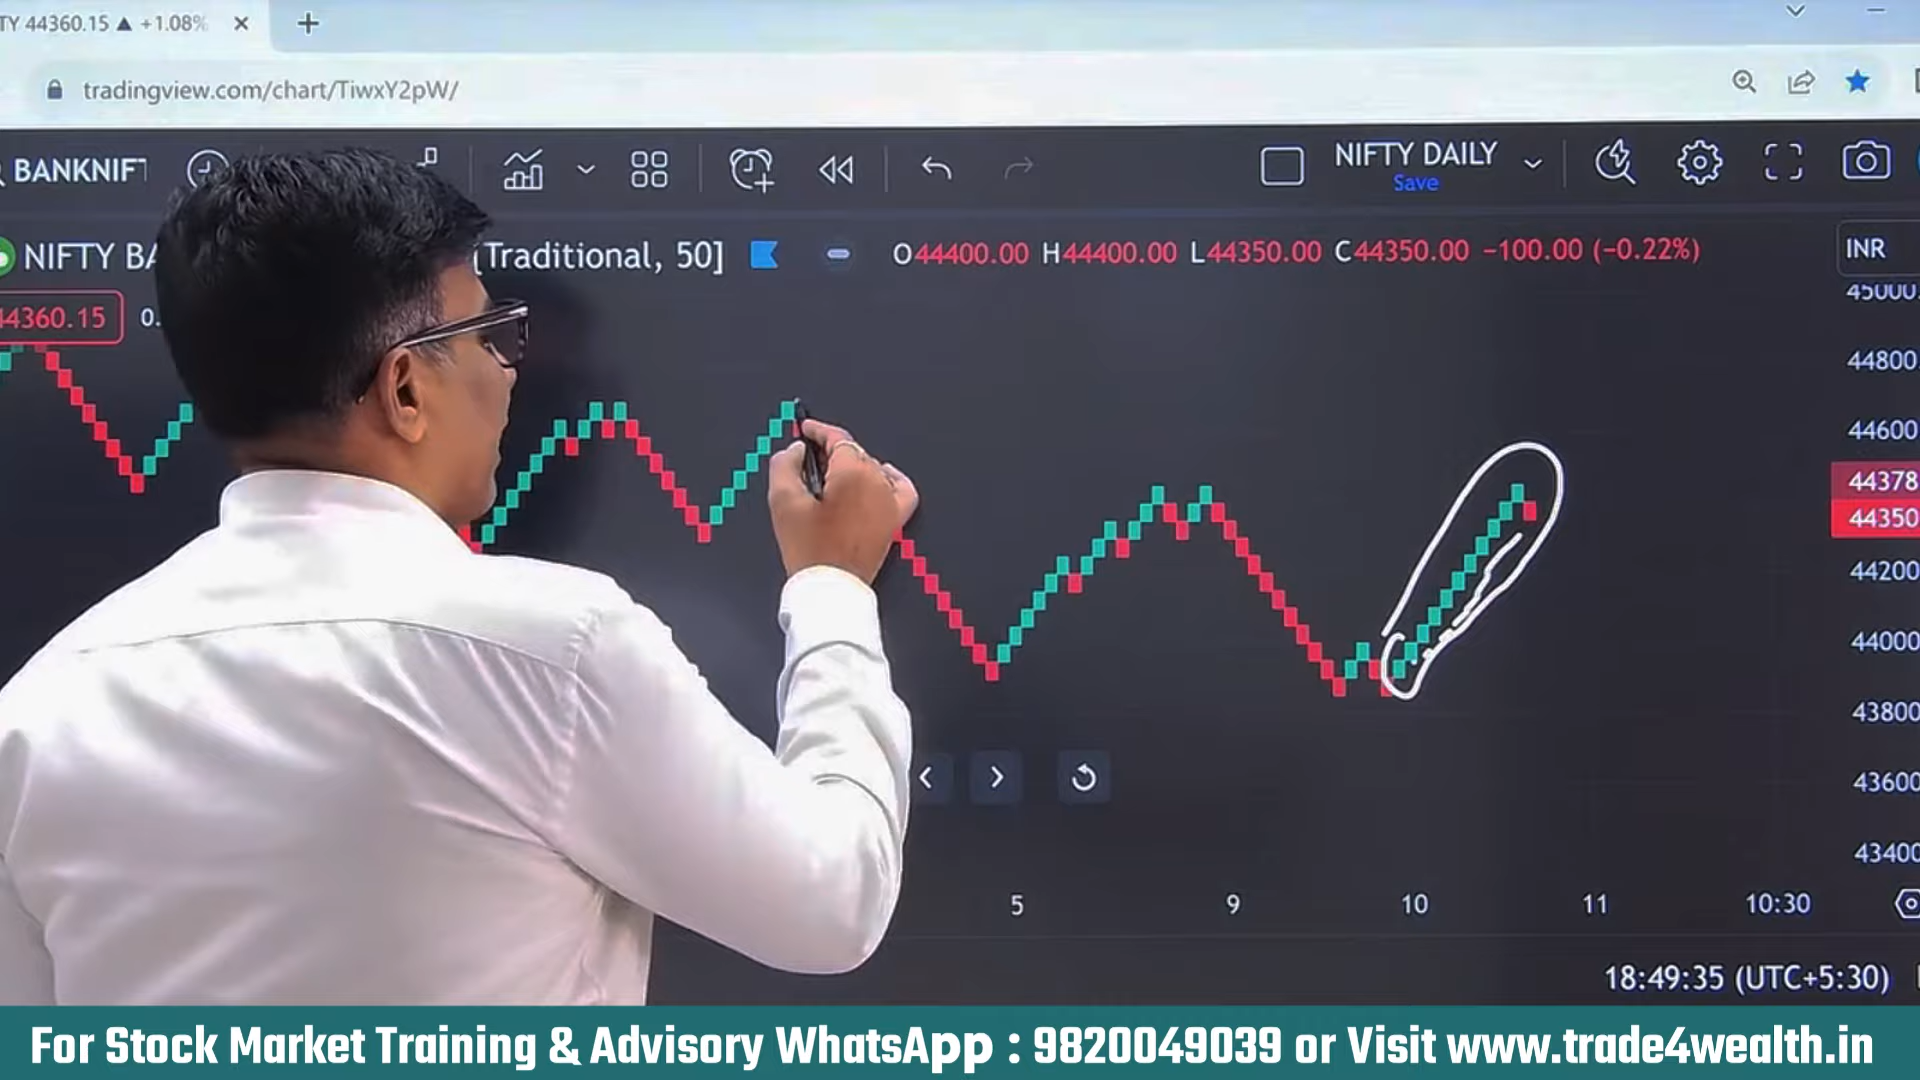 TY 44360.15 ▲ +1.08%
tradingview.com/chart/TiwxY2pW/
BANKNIFT
NIFTY DAILY
Save
NIFTY BA [Traditional, 50] O44400.00 H44400.00 L44350.00 C44350.00 −100.00 (−0.22%)
INR
44360.15 0.
45000.
44800.
44600
44378
44350
44200
44000
43800
43600
43400
5 9 10 11 10:30
18:49:35 (UTC+5:30)
For Stock Market Training & Advisory WhatsApp : 9820049039 or Visit www.trade4wealth.in